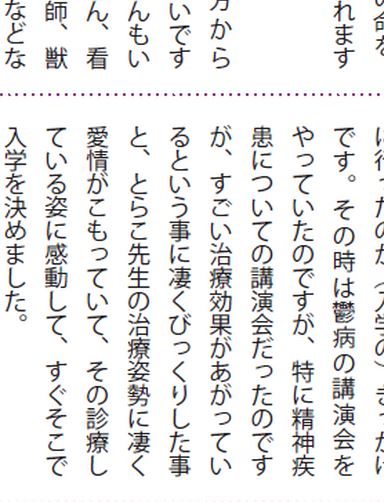 れます
方から
いです
んもい
ん、看
師、獣
などな
に行ったのが（入学の）きっかけ
です。その時は鬱病の講演会を
やっていたのですが、特に精神疾
患についての講演会だったのです
が、すごい治療効果があがってい
るという事に凄くびっくりした事
と、とらこ先生の治療姿勢に凄く
愛情がこもっていて、その診療し
ている姿に感動して、すぐそこで
入学を決めました。